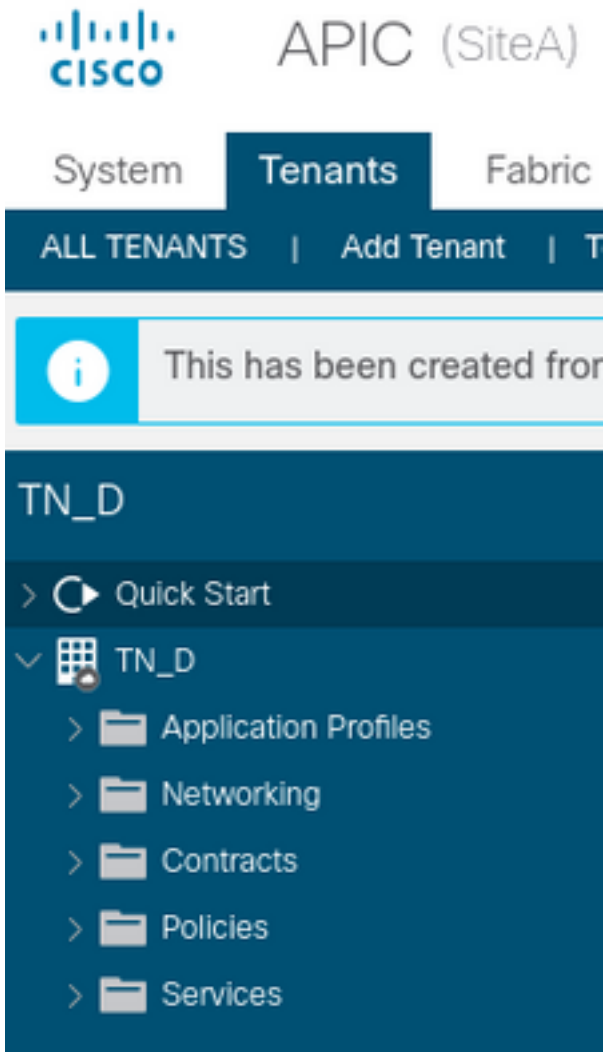 CISCO APIC (SiteA)
System Tenants Fabric
ALL TENANTS | Add Tenant |
This has been created
TN_D
Quick Start
TN_D
Application Profiles
Networking
Contracts
Policies
Services